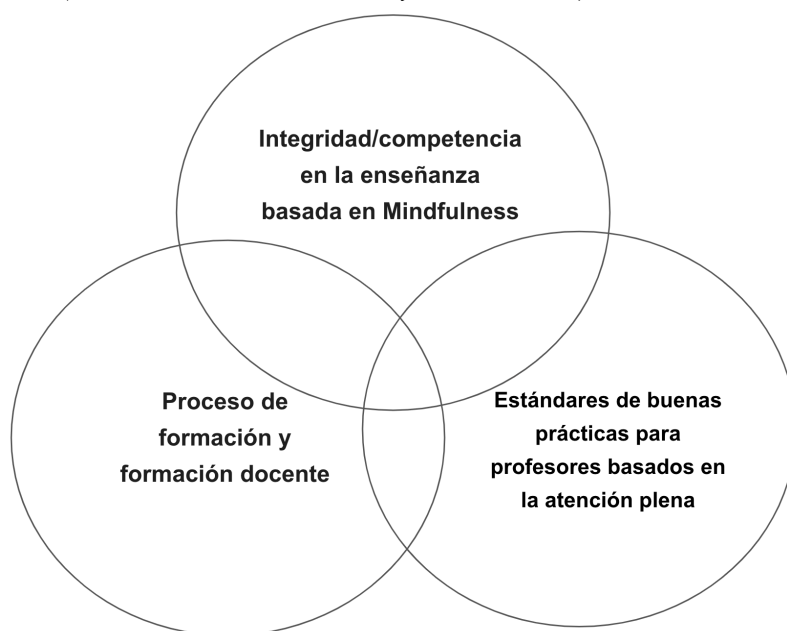 Integridad/competencia
en la enseñanza
basada en Mindfulness
Proceso de
formación y
formación docente
Estándares de buenas
prácticas para
profesores basados en
la atención plena